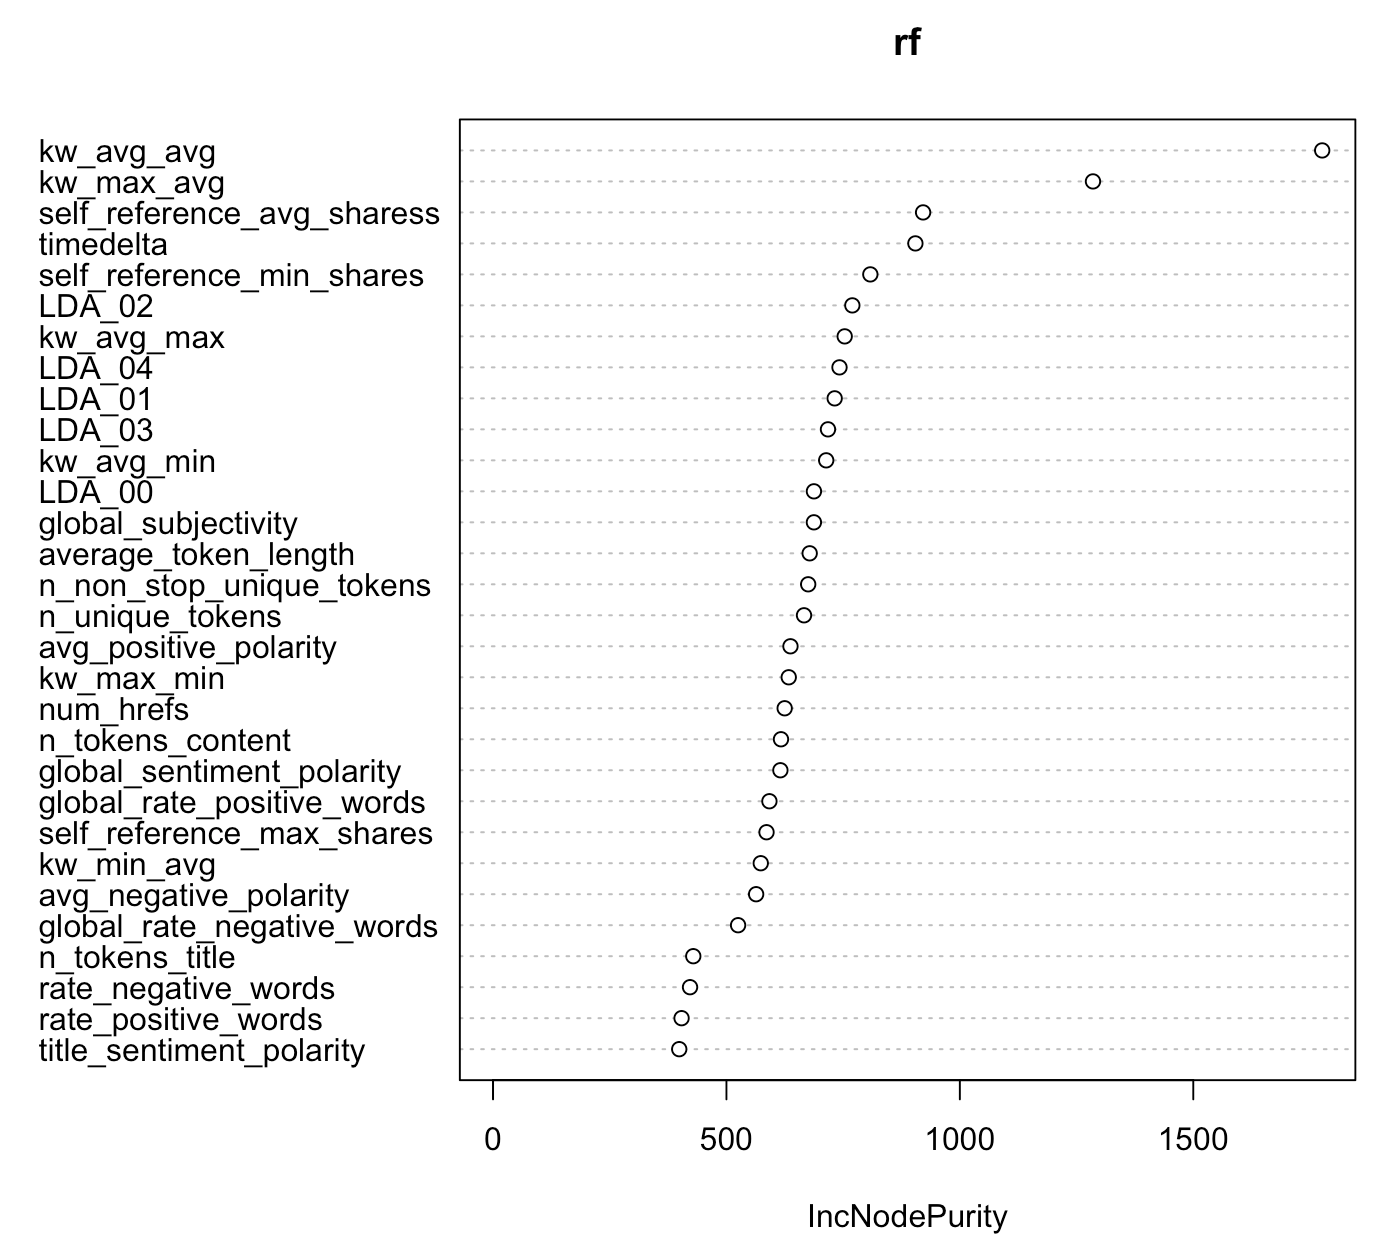 rf
kw_avg_avg
kw_max_avg
self_reference_avg_sharess
timedelta
self_reference_min_shares
LDA_02
kw_avg_max
LDA_04
LDA_01
LDA_03
kw_avg_min
LDA_00
global_subjectivity
average_token_length
n_non_stop_unique_tokens
n_unique_tokens
avg_positive_polarity
kw_max_min
num_hrefs
n_tokens_content
global_sentiment_polarity
global_rate_positive_words
self_reference_max_shares
kw_min_avg
avg_negative_polarity
global_rate_negative_words
n_tokens_title
rate_negative_words
rate_positive_words
title_sentiment_polarity
0 500 1000 1500
IncNodePurity